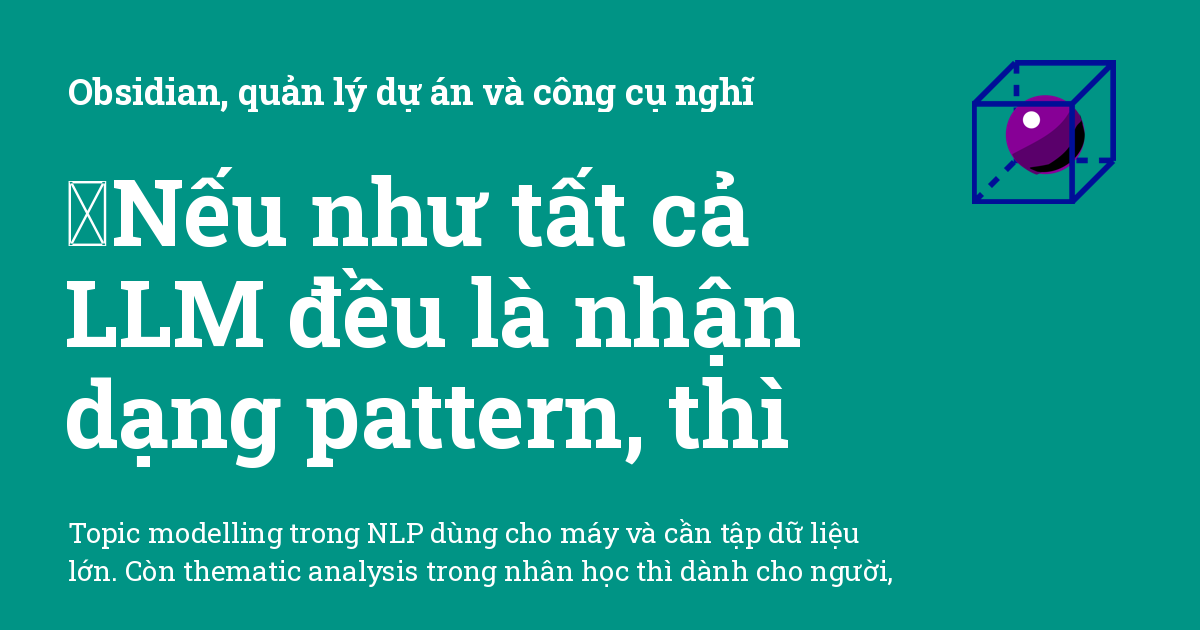 Obsidian, quản lý dự án và công cụ nghĩ
Nếu như tất cả
LLM đều là nhận
dạng pattern, thì
Topic modelling trong NLP dùng cho máy và cần tập dữ liệu
lớn. Còn thematic analysis trong nhân học thì dành cho người,